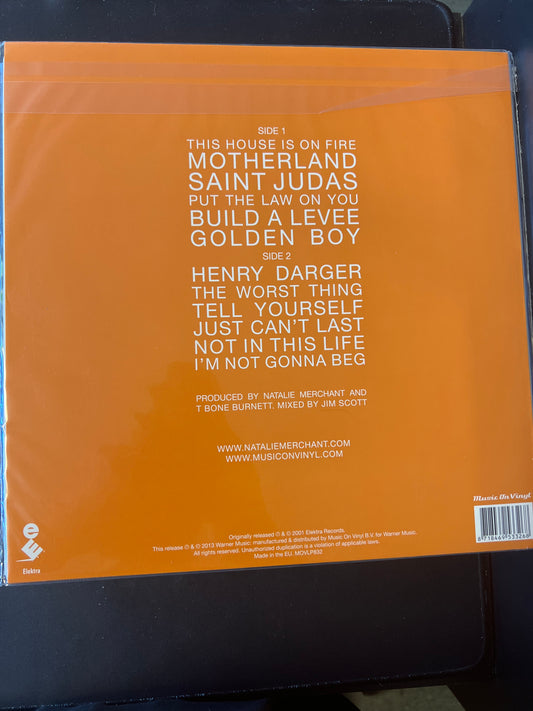 SIDE 1
THIS HOUSE IS ON FIRE
MOTHERLAND
SAINT JUDAS
PUT THE LAW ON YOU
BUILD A LEVEE
GOLDEN BOY
SIDE 2
HENRY DARGER
THE WORST THING
TELL YOURSELF
JUST CAN'T LAST
NOT IN THIS LIFE
I'M NOT GONNA BEG
PRODUCED BY NATALIE MERCHANT AND
T BONE BURNETT. MIXED BY JIM SCOTT
WWW.NATALIEMERCHANT.COM
WWW.MUSICONVINYL.COM
Music On Vinyl
8 718469 533268
e
Elektra
Originally released ℗ & © 2001 Elektra Records.
This release ℗ & © 2013 Warner Music: manufactured & distributed by Music On Vinyl B.V. for Warner Music.
All rights reserved. Unauthorized duplication is a violation of applicable laws.
Made in the EU. MOVLP832